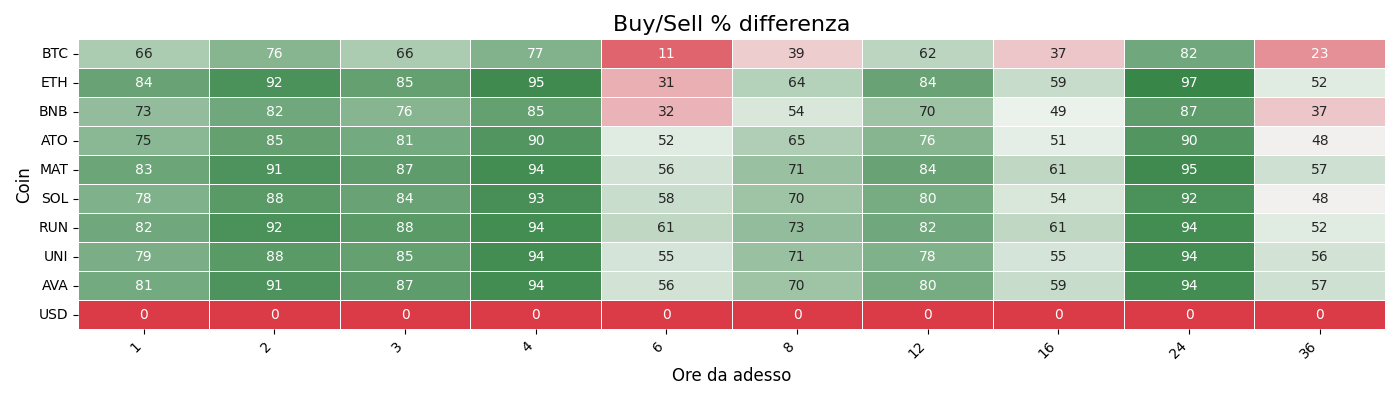 Buy/Sell % differenza
Coin
BTC 66 76 66 77 11 39 62 37 82 23
ETH 84 92 85 95 31 64 84 59 97 52
BNB 73 82 76 85 32 54 70 49 87 37
ATO 75 85 81 90 52 65 76 51 90 48
MAT 83 91 87 94 56 71 84 61 95 57
SOL 78 88 84 93 58 70 80 54 92 48
RUN 82 92 88 94 61 73 82 61 94 52
UNI 79 88 85 94 55 71 78 55 94 56
AVA 81 91 87 94 56 70 80 59 94 57
USD 0 0 0 0 0 0 0 0 0 0
1 2 3 4 6 8 12 16 24 36
Ore da adesso